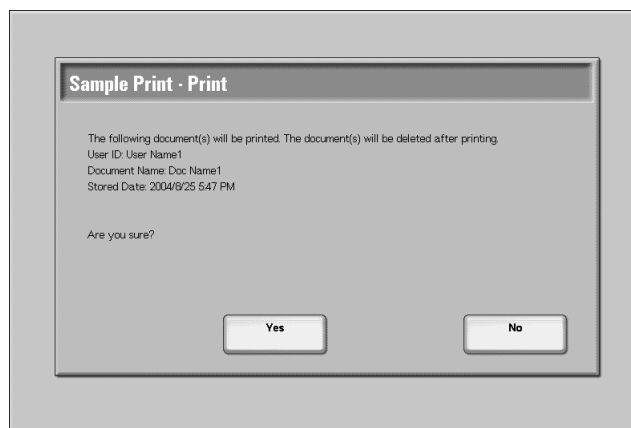 Sample Print - Print
The following document(s) will be printed. The document(s) will be deleted after printing.
User ID: User Name1
Document Name: Doc Name1
Stored Date: 2004/8/25 5:47 PM
Are you sure?
Yes
No